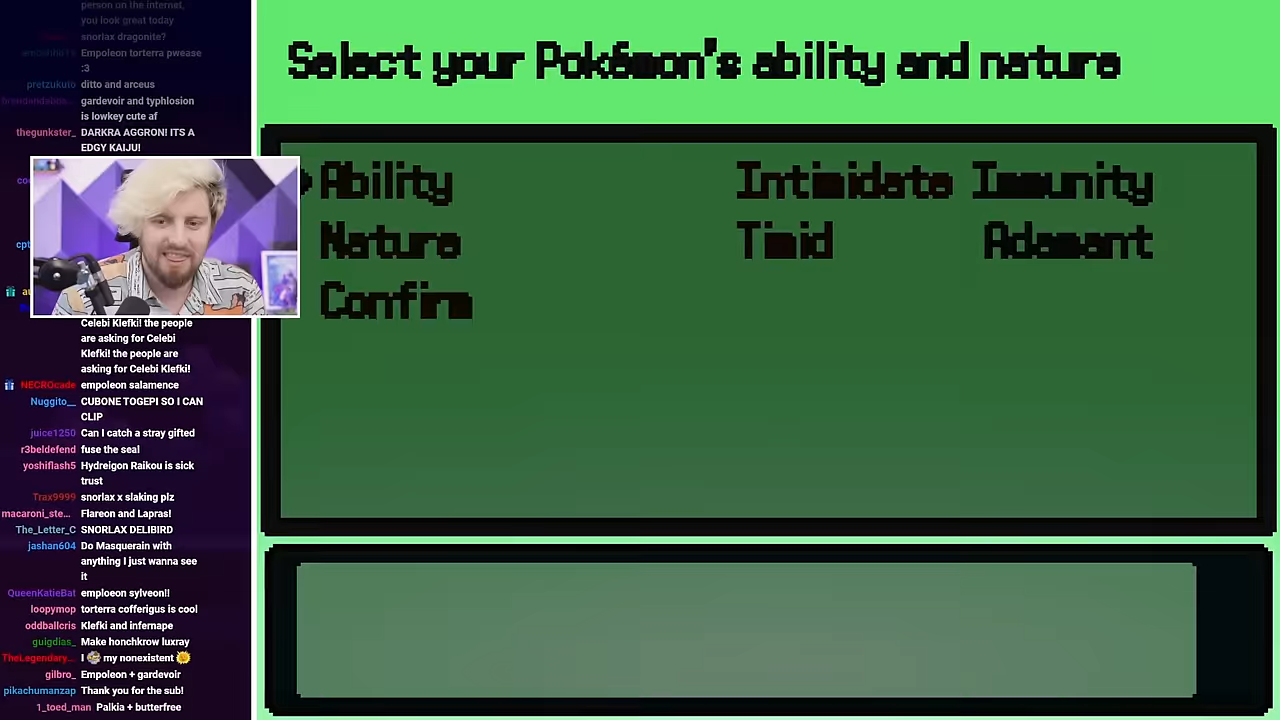 person on the internet,
you look great today
snorlax dragonite?
Empoleon torterra pwease
:3
pretzukuto ditto and arceus
gardevoir and typhlosion
is lowkey cute af
thegunkster_ DARKRA AGGRON! ITS A
EDGY KAIJU!
Celebi Klefki! the people
are asking for Celebi
Klefki! the people are
asking for Celebi Klefki!
NECROcade empoleon salamence
Nuggito__ CUBONE TOGEPI SO I CAN
CLIP
juice1250 Can I catch a stray gifted
r3beldefend fuse the seal
yoshiflash5 Hydreigon Raikou is sick
trust
Trax9999 snorlax x slaking plz
macaroni_ste... Flareon and Lapras!
The_Letter_C SNORLAX DELIBIRD
jashan604 Do Masquerain with
anything I just wanna see
it
QueenKatieBat emploeon sylveon!!
loopymop torterra cofferigus is cool
oddballcris Klefki and infernape
guigdias_ Make honchkrow luxray
TheLegendary... I my nonexistent
gilbro_ Empoleon + gardevoir
pikachumanzap Thank you for the sub!
1_toed_man Palkia + butterfree
Select your Pokémon's ability and nature
Ability Intimidate Immunity
Nature Timid Adamant
Confirm